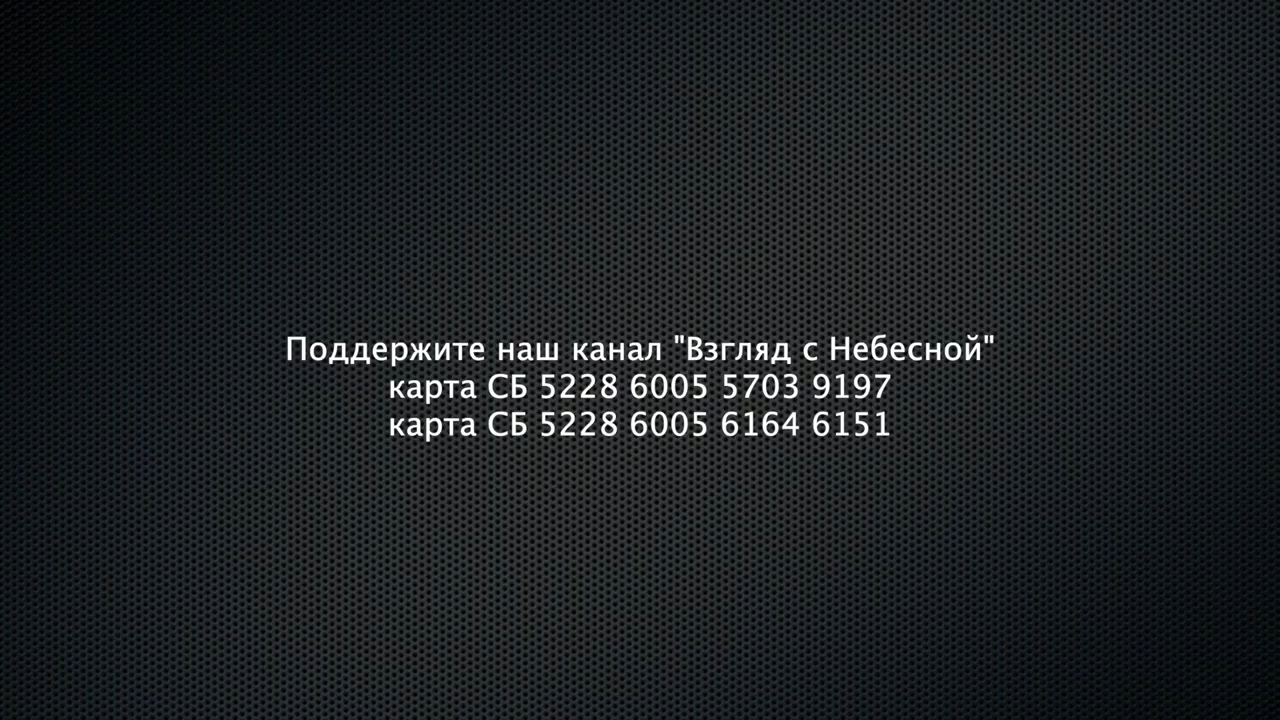 Поддержите наш канал "Взгляд с Небесной"
карта СБ 5228 6005 5703 9197
карта СБ 5228 6005 6164 6151